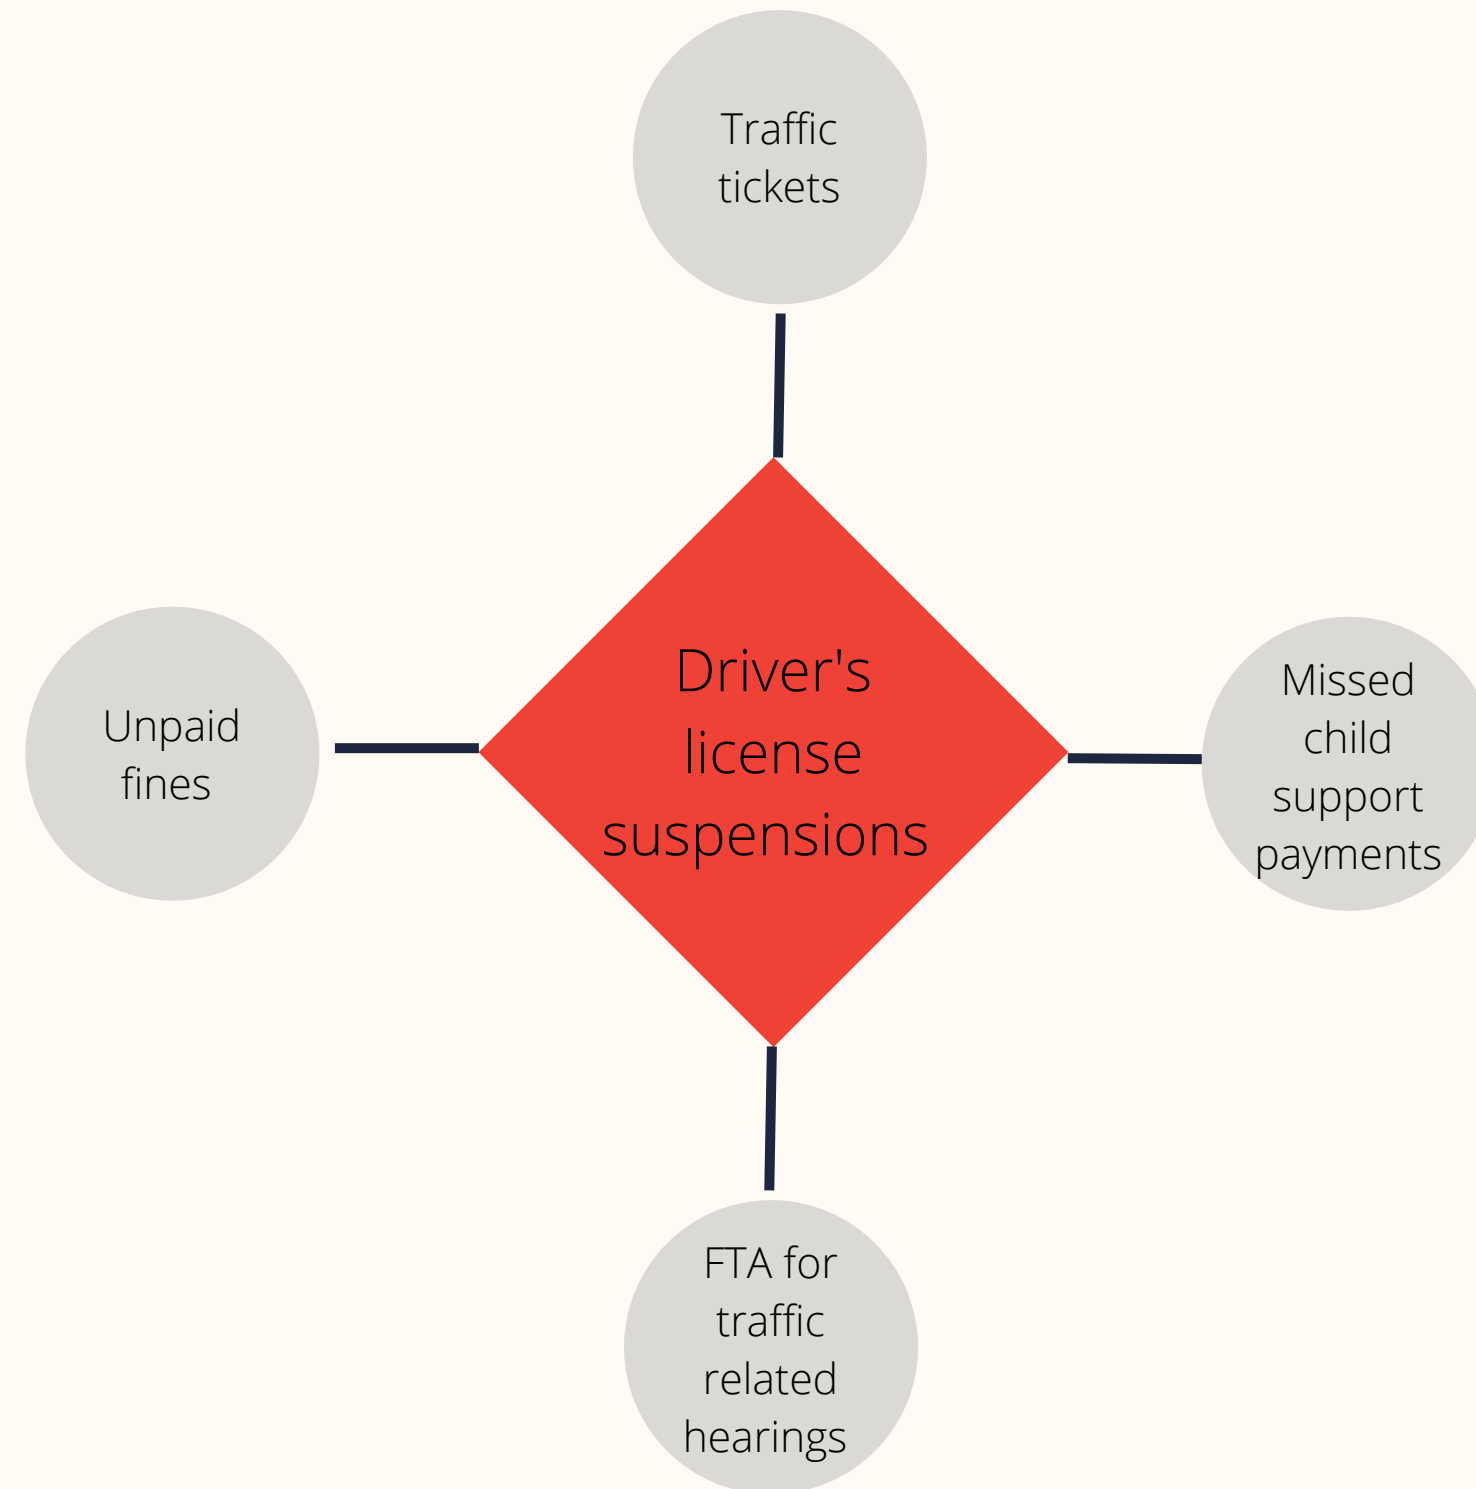 Traffic
tickets
Driver's
license
suspensions
Unpaid
fines
Missed
child
support
payments
FTA for
traffic
related
hearings